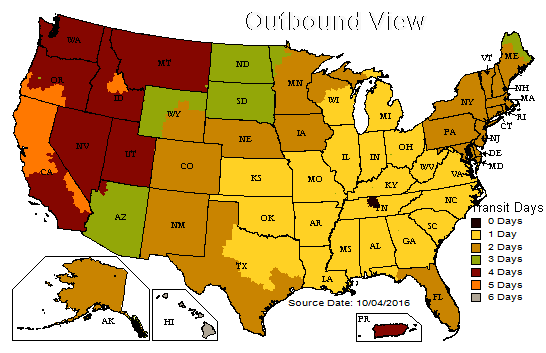 Outbound View
WA
MT
ND
MN
ME
VT
OR
ID
SD
WI
NH
MA
WY
MI
NY
RI
CT
IA
PA
NE
NJ
NV
UT
CO
IL
IN
OH
DE
MD
CA
KS
MO
WV
VA
KY
NC
TN
AZ
NM
OK
AR
SC
MS
AL
GA
TX
LA
FL
AK
HI
PR
Transit Days
0 Days
1 Day
2 Days
3 Days
4 Days
5 Days
6 Days
Source Date: 10/04/2016